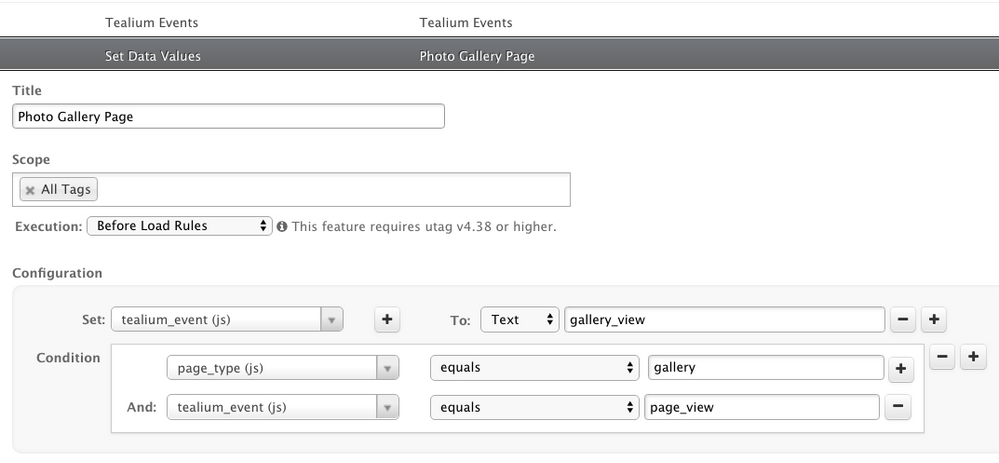 Tealium Events Tealium Events
Set Data Values Photo Gallery Page
Title
Photo Gallery Page
Scope
All Tags
Execution: Before Load Rules This feature requires utag v4.38 or higher.
Configuration
Set: tealium_event (js) To: Text gallery_view
Condition page_type (js) equals gallery
And: tealium_event (js) equals page_view